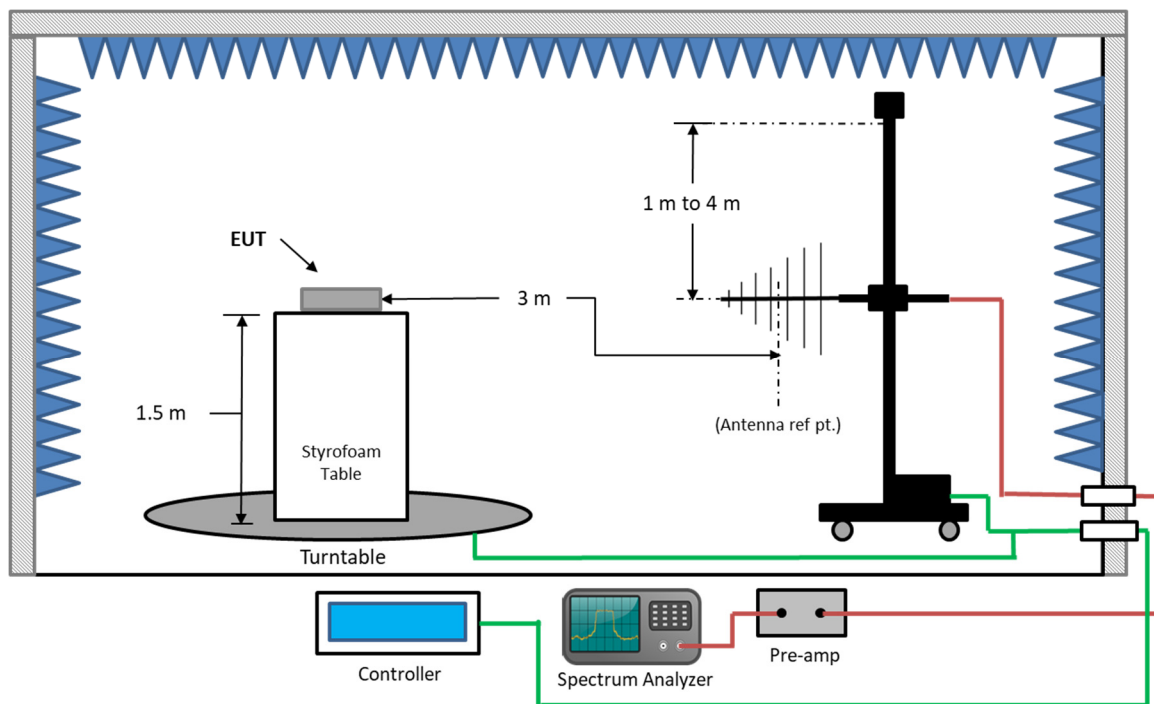 1 m to 4 m
EUT
3 m
1.5 m
(Antenna ref pt.)
Styrofoam
Table
Turntable
Controller
Spectrum Analyzer
Pre-amp